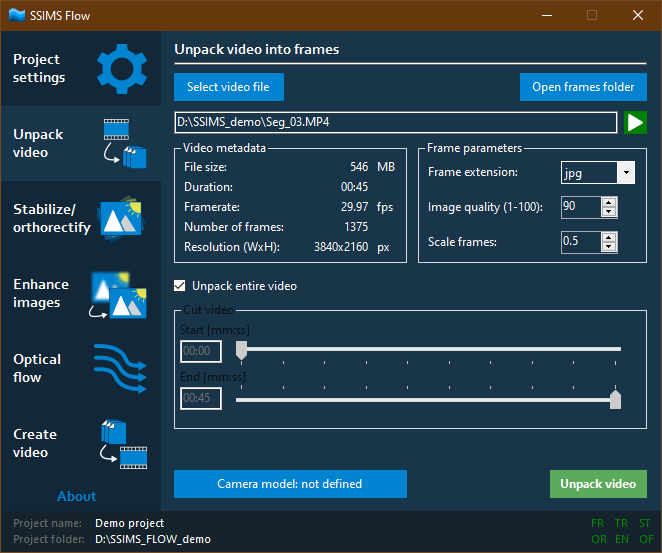 SSIMS Flow
Project
settings
Unpack
video
Stabilize/
orthorectify
Enhance
images
Optical
flow
Create
video
About
Unpack video into frames
Select video file
Open frames folder
D:\SSIMS_demo\Seg_03.MP4
Video metadata
File size: 546 MB
Duration: 00:45
Framerate: 29.97 fps
Number of frames: 1375
Resolution (WxH): 3840x2160 px
Frame parameters
Frame extension: jpg
Image quality (1-100): 90
Scale frames: 0.5
Unpack entire video
Cut video
Start [mm:ss]
00:00
End [mm:ss]
00:45
Camera model: not defined
Unpack video
Project name: Demo project
Project folder: D:\SSIMS_FLOW_demo
FR TR ST
OR EN OF